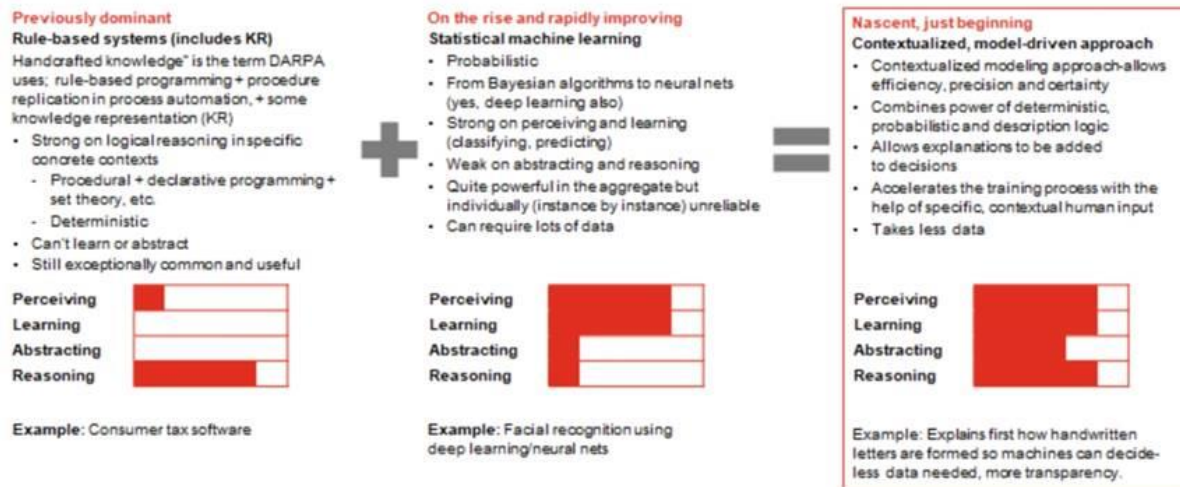 Previously dominant
Rule-based systems (includes KR)
Handcrafted knowledge" is the term DARPA
uses; rule-based programming + procedure
replication in process automation, + some
knowledge representation (KR)
• Strong on logical reasoning in specific
concrete contexts
- Procedural + declarative programming +
set theory, etc.
- Deterministic
• Can't learn or abstract
• Still exceptionally common and useful
Perceiving
Learning
Abstracting
Reasoning
Example: Consumer tax software
On the rise and rapidly improving
Statistical machine learning
• Probabilistic
• From Bayesian algorithms to neural nets
(yes, deep learning also)
• Strong on perceiving and learning
(classifying, predicting)
• Weak on abstracting and reasoning
• Quite powerful in the aggregate but
individually (instance by instance) unreliable
• Can require lots of data
Perceiving
Learning
Abstracting
Reasoning
Example: Facial recognition using
deep learning/neural nets
Nascent, just beginning
Contextualized, model-driven approach
• Contextualized modeling approach-allows
efficiency, precision and certainty
• Combines power of deterministic,
probabilistic and description logic
• Allows explanations to be added
to decisions
• Accelerates the training process with the
help of specific, contextual human input
• Takes less data
Perceiving
Learning
Abstracting
Reasoning
Example: Explains first how handwritten
letters are formed so machines can decide-
less data needed, more transparency.